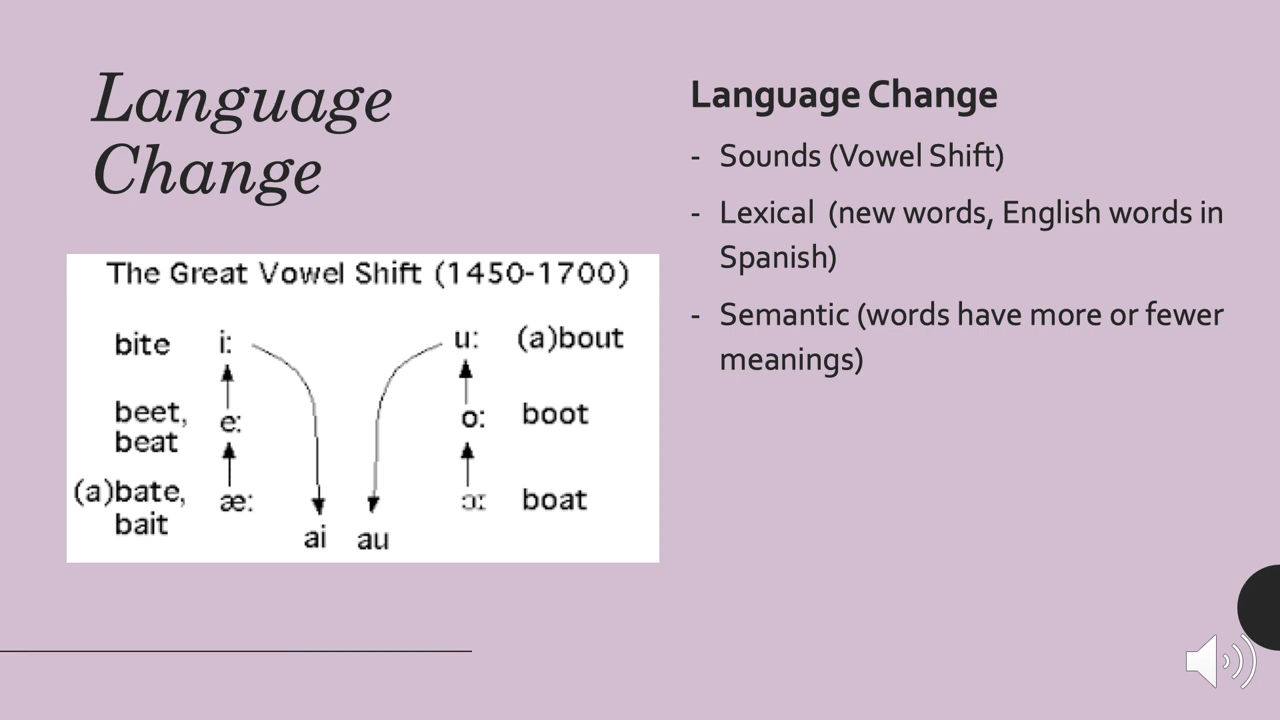 Language
Change
The Great Vowel Shift (1450-1700)
bite i: u: (a)bout
beet,
beat e: o: boot
(a)bate,
bait æ: ɔ: boat
ai au
Language Change
- Sounds (Vowel Shift)
- Lexical (new words, English words in
Spanish)
- Semantic (words have more or fewer
meanings)